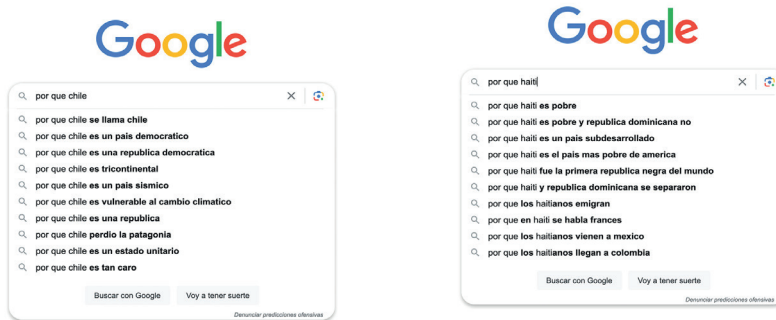 Google
por que chile
por que chile se llama chile
por que chile es un pais democratico
por que chile es una republica democratica
por que chile es tricontinental
por que chile es un pais sismico
por que chile es vulnerable al cambio climatico
por que chile es una republica
por que chile perdio la patagonia
por que chile es un estado unitario
por que chile es tan caro
Buscar con Google Voy a tener suerte
Denunciar predicciones ofensivas
Google
por que haiti
por que haiti es pobre
por que haiti es pobre y republica dominicana no
por que haiti es un pais subdesarrollado
por que haiti es el pais mas pobre de america
por que haiti fue la primera republica negra del mundo
por que haiti y republica dominicana se separaron
por que los haitianos emigran
por que en haiti se habla frances
por que los haitianos vienen a mexico
por que los haitianos llegan a colombia
Buscar con Google Voy a tener suerte
Denunciar predicciones ofensivas